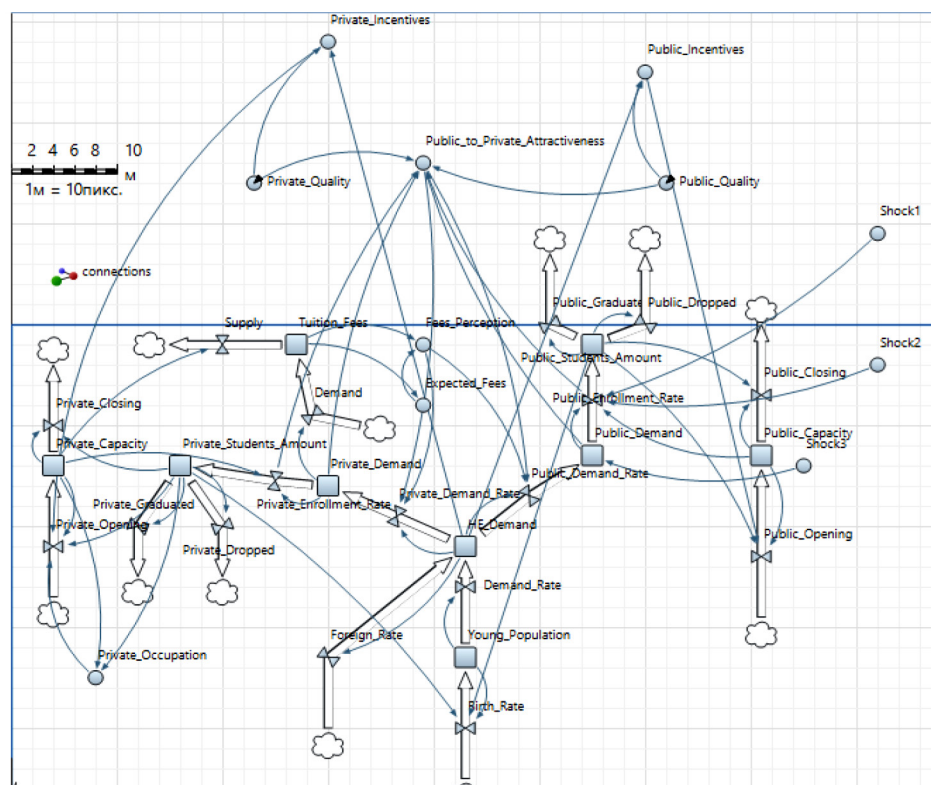 Private_Incentives
Public_Incentives
Public_to_Private_Attractiveness
2 4 6 8 10
м
1м = 10пикс.
Private_Quality
Public_Quality
Shock1
connections
Public_Graduate
Public_Dropped
Supply
Tuition_Fees
Fees_Perception
Shock2
Public_Students_Amount
Public_Closing
Expected_Fees
Demand
Public_Enrollment_Rate
Private_Closing
Private_Capacity
Private_Students_Amount
Public_Demand
Public_Capacity
Shock3
Private_Demand
Public_Demand_Rate
Private_Graduated
Private_Enrollment_Rate
Private_Demand_Rate
Private_Opening
HE_Demand
Public_Opening
Private_Dropped
Demand_Rate
Foreign_Rate
Young_Population
Private_Occupation
Birth_Rate